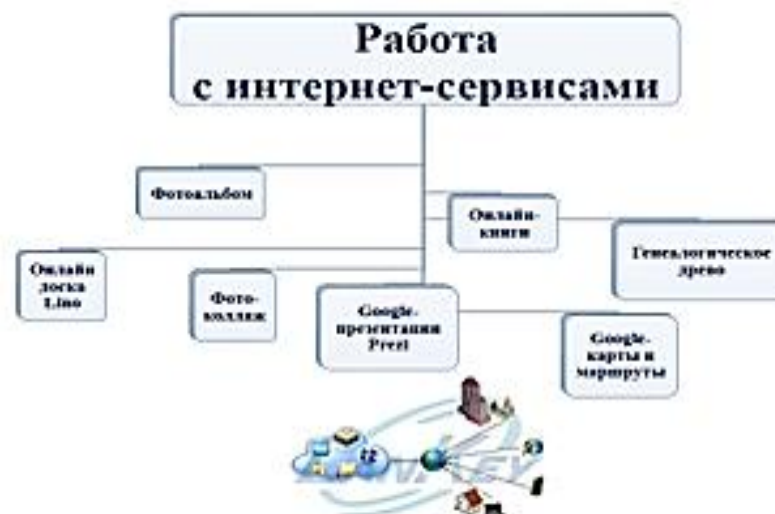 Работа
с интернет-сервисами
Фотоальбом
Онлайн-
книги
Генеалогическое
древо
Онлайн
доска
Lino
Фото-
коллаж
Google-
презентации
Prezi
Google-
карты и
маршруты